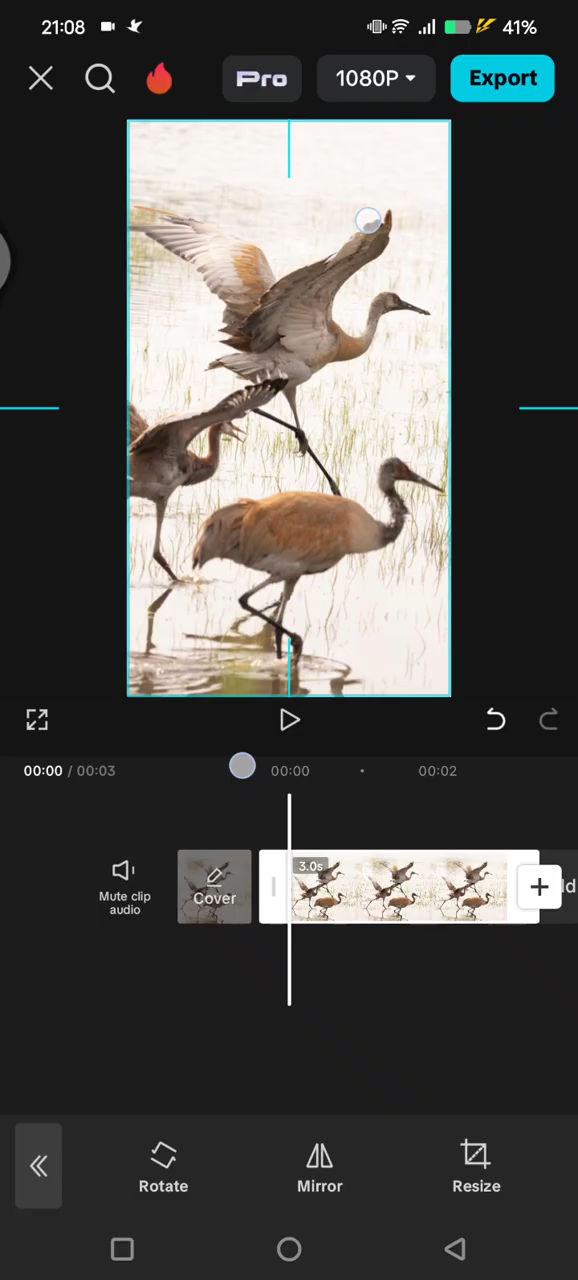 21:08 41%
Pro 1080P Export
00:00 / 00:03 00:00 00:02
3.0s
Mute clip
audio
Cover
Rotate Mirror Resize